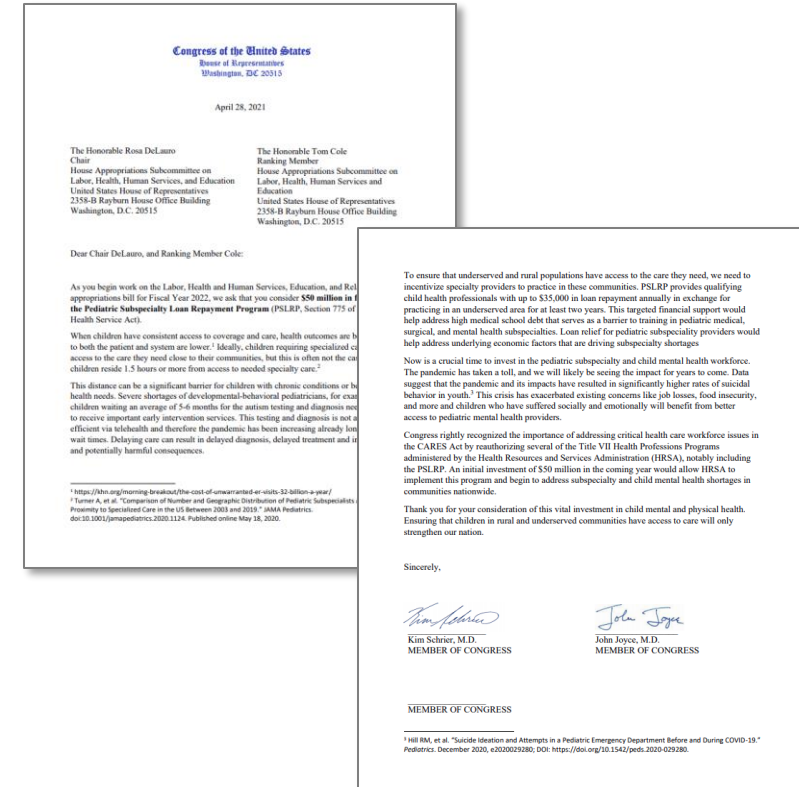 Congress of the United States
House of Representatives
Washington, DC 20515
April 28, 2021
The Honorable Rosa DeLauro
Chair
House Appropriations Subcommittee on
Labor, Health, Human Services, and Education
United States House of Representatives
2358-B Rayburn House Office Building
Washington, D.C. 20515
The Honorable Tom Cole
Ranking Member
House Appropriations Subcommittee on
Labor, Health, Human Services and
Education
United States House of Representatives
2358-B Rayburn House Office Building
Washington, D.C. 20515
Dear Chair DeLauro, and Ranking Member Cole:
As you begin work on the Labor, Health and Human Services, Education, and Rel
appropriations bill for Fiscal Year 2022, we ask that you consider $50 million in f
the Pediatric Subspecialty Loan Repayment Program (PSLRP, Section 775 of
Health Service Act).
When children have consistent access to coverage and care, health outcomes are b
to both the patient and system are lower.1 Ideally, children requiring specialized ca
access to the care they need close to their communities, but this is often not the ca
children reside 1.5 hours or more from access to needed specialty care.2
This distance can be a significant barrier for children with chronic conditions or be
health needs. Severe shortages of developmental-behavioral pediatricians, for exa
children waiting an average of 5-6 months for the autism testing and diagnosis nee
to receive important early intervention services. This testing and diagnosis is not a
efficient via telehealth and therefore the pandemic has been increasing already lon
wait times. Delaying care can result in delayed diagnosis, delayed treatment and in
and potentially harmful consequences.
1 https://khn.org/morning-breakout/the-cost-of-unwarranted-er-visits-32-billion-a-year/
2 Turner A, et al. "Comparison of Number and Geographic Distribution of Pediatric Subspecialists
Proximity to Specialized Care in the US Between 2003 and 2019." JAMA Pediatrics.
doi:10.1001/jamapediatrics.2020.1124. Published online May 18, 2020.
To ensure that underserved and rural populations have access to the care they need, we need to
incentivize specialty providers to practice in these communities. PSLRP provides qualifying
child health professionals with up to $35,000 in loan repayment annually in exchange for
practicing in an underserved area for at least two years. This targeted financial support would
help address high medical school debt that serves as a barrier to training in pediatric medical,
surgical, and mental health subspecialties. Loan relief for pediatric subspeciality providers would
help address underlying economic factors that are driving subspecialty shortages
Now is a crucial time to invest in the pediatric subspecialty and child mental health workforce.
The pandemic has taken a toll, and we will likely be seeing the impact for years to come. Data
suggest that the pandemic and its impacts have resulted in significantly higher rates of suicidal
behavior in youth.3 This crisis has exacerbated existing concerns like job losses, food insecurity,
and more and children who have suffered socially and emotionally will benefit from better
access to pediatric mental health providers.
Congress rightly recognized the importance of addressing critical health care workforce issues in
the CARES Act by reauthorizing several of the Title VII Health Professions Programs
administered by the Health Resources and Services Administration (HRSA), notably including
the PSLRP. An initial investment of $50 million in the coming year would allow HRSA to
implement this program and begin to address subspecialty and child mental health shortages in
communities nationwide.
Thank you for your consideration of this vital investment in child mental and physical health.
Ensuring that children in rural and underserved communities have access to care will only
strengthen our nation.
Sincerely,
Kim Schrier
John Joyce
Kim Schrier, M.D.
MEMBER OF CONGRESS
John Joyce, M.D.
MEMBER OF CONGRESS
MEMBER OF CONGRESS
3 Hill RM, et al. "Suicide Ideation and Attempts in a Pediatric Emergency Department Before and During COVID-19."
Pediatrics. December 2020, e2020029280; DOI: https://doi.org/10.1542/peds.2020-029280.